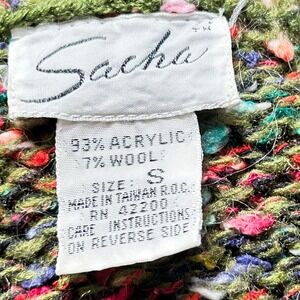 Sacha
93% ACRYLIC
7% WOOL
SIZE: S
MADE IN TAIWAN R.O.C.
RN 42200
CARE INSTRUCTIONS
ON REVERSE SIDE